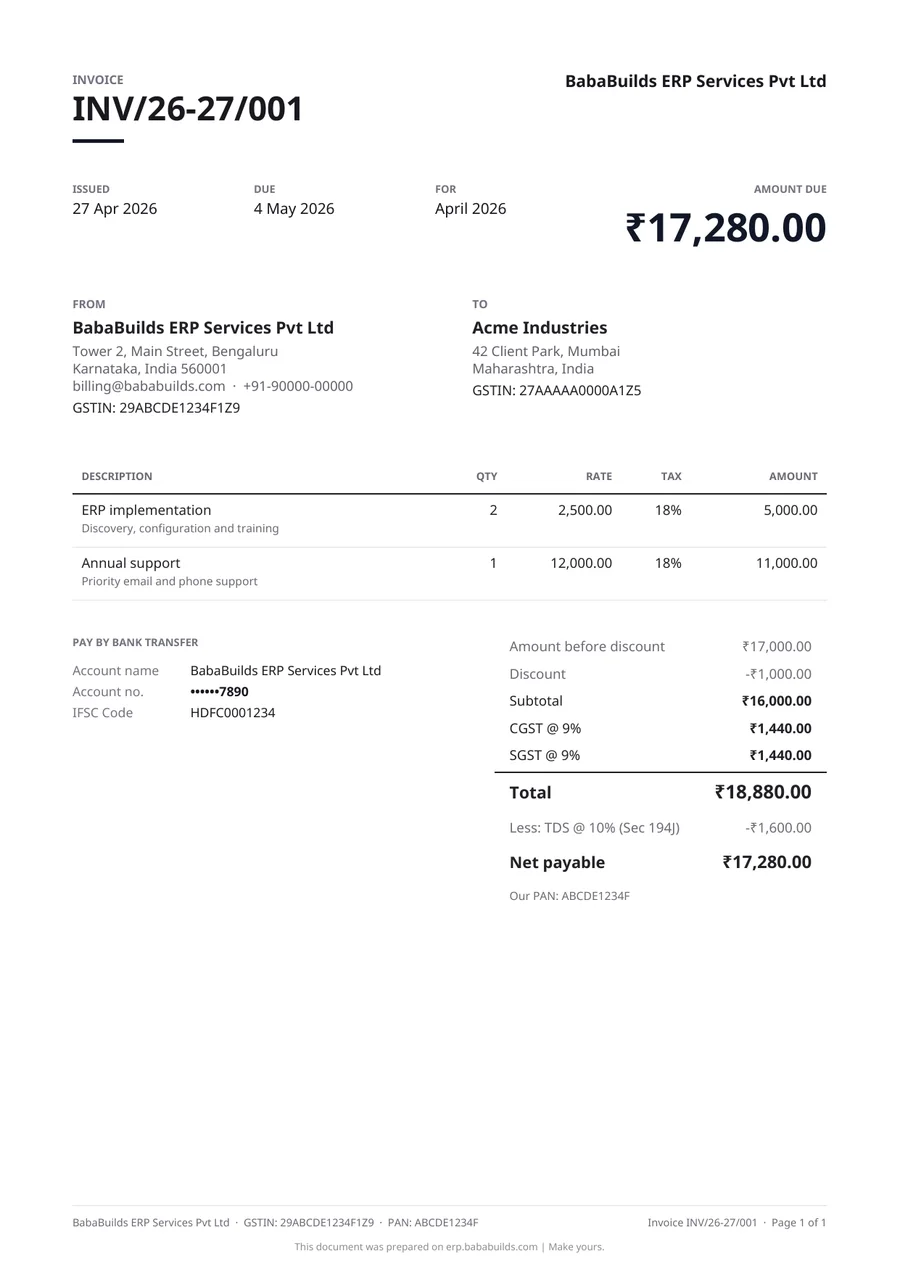 INVOICE
INV/26-27/001
BabaBuilds ERP Services Pvt Ltd
ISSUED
27 Apr 2026
DUE
4 May 2026
FOR
April 2026
AMOUNT DUE
₹17,280.00
FROM
BabaBuilds ERP Services Pvt Ltd
Tower 2, Main Street, Bengaluru
Karnataka, India 560001
billing@bababuilds.com · +91-90000-00000
GSTIN: 29ABCDE1234F1Z9
TO
Acme Industries
42 Client Park, Mumbai
Maharashtra, India
GSTIN: 27AAAAA0000A1Z5
DESCRIPTION QTY RATE TAX AMOUNT
ERP implementation 2 2,500.00 18% 5,000.00
Discovery, configuration and training
Annual support 1 12,000.00 18% 11,000.00
Priority email and phone support
PAY BY BANK TRANSFER
Account name BabaBuilds ERP Services Pvt Ltd
Account no. ••••••7890
IFSC Code HDFC0001234
Amount before discount ₹17,000.00
Discount -₹1,000.00
Subtotal ₹16,000.00
CGST @ 9% ₹1,440.00
SGST @ 9% ₹1,440.00
Total ₹18,880.00
Less: TDS @ 10% (Sec 194J) -₹1,600.00
Net payable ₹17,280.00
Our PAN: ABCDE1234F
BabaBuilds ERP Services Pvt Ltd · GSTIN: 29ABCDE1234F1Z9 · PAN: ABCDE1234F
Invoice INV/26-27/001 · Page 1 of 1
This document was prepared on erp.bababuilds.com | Make yours.